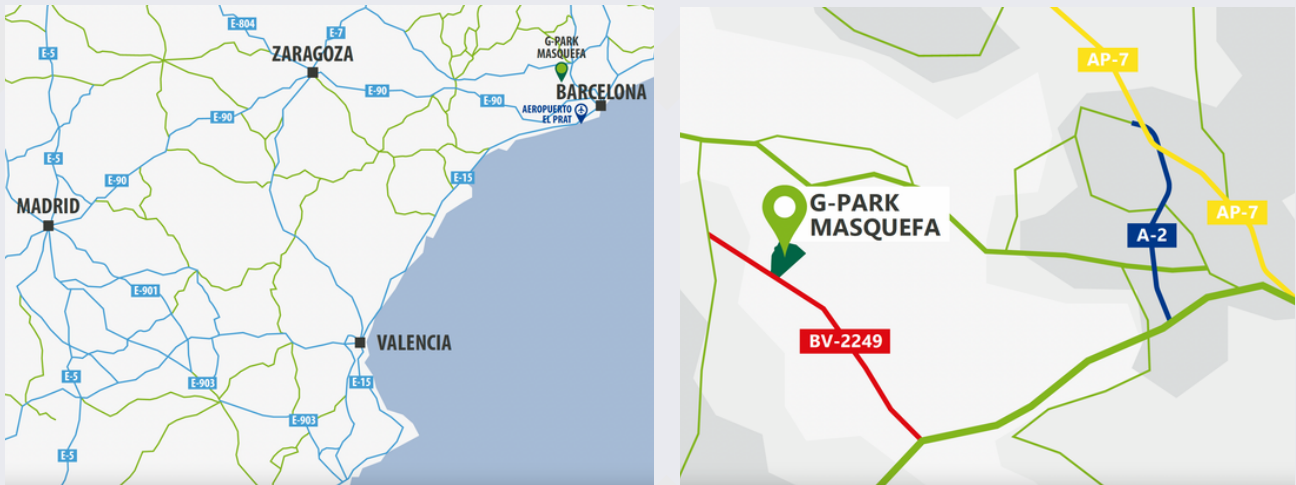 E-804
E-7
E-5
ZARAGOZA
G-PARK
MASQUEFA
E-90
E-90
BARCELONA
AEROPUERTO
EL PRAT
E-90
E-5
E-90
E-15
MADRID
E-901
VALENCIA
E-5
E-903
E-15
E-903
E-5
AP-7
G-PARK
MASQUEFA
AP-7
A-2
BV-2249